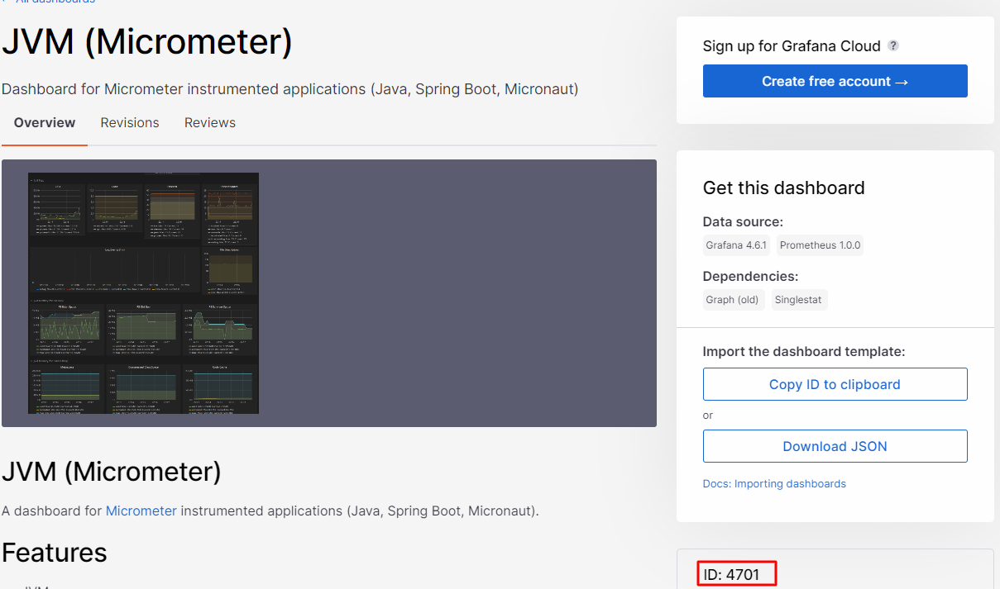 ← All dashboards
JVM (Micrometer)
Dashboard for Micrometer instrumented applications (Java, Spring Boot, Micronaut)
Overview Revisions Reviews
JVM (Micrometer)
A dashboard for Micrometer instrumented applications (Java, Spring Boot, Micronaut).
Features
JVM
Sign up for Grafana Cloud ?
Create free account →
Get this dashboard
Data source:
Grafana 4.6.1 Prometheus 1.0.0
Dependencies:
Graph (old) Singlestat
Import the dashboard template:
Copy ID to clipboard
or
Download JSON
Docs: Importing dashboards
ID: 4701